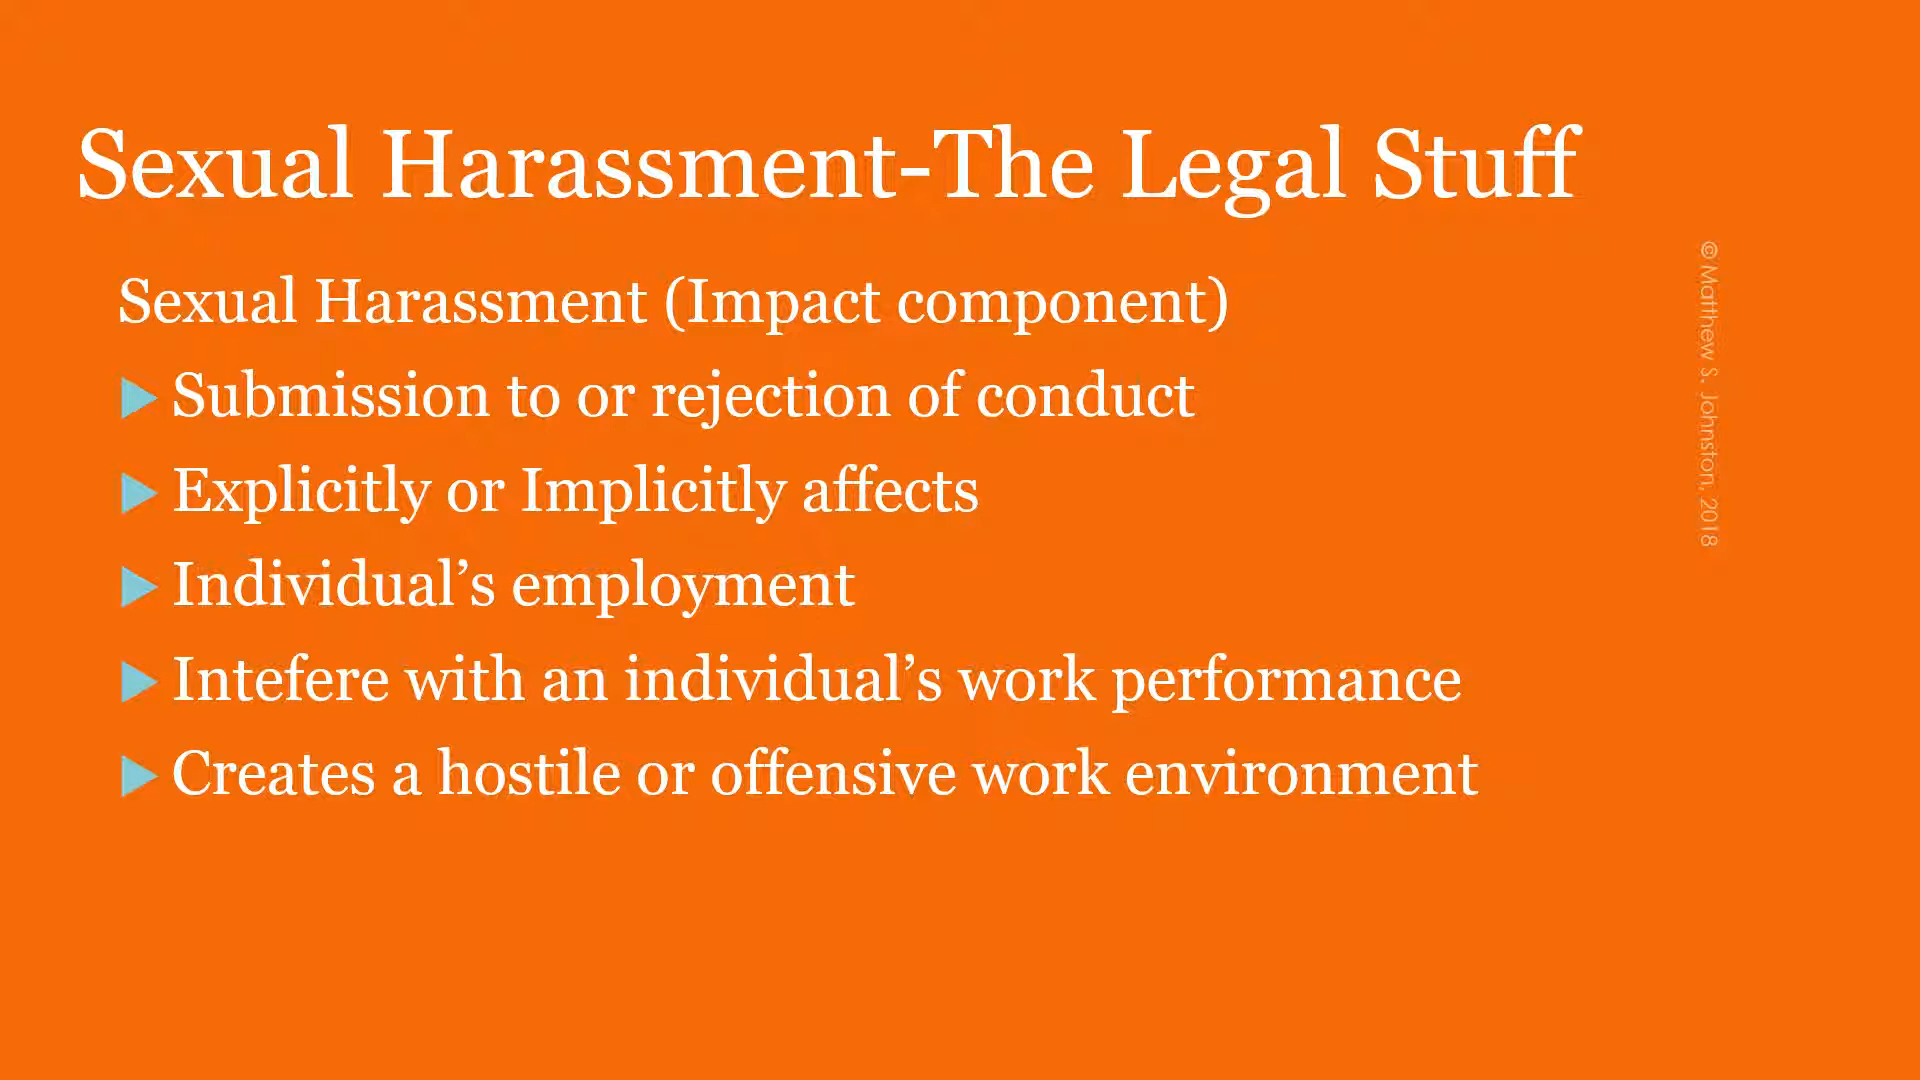 Sexual Harassment-The Legal Stuff
Sexual Harassment (Impact component)
Submission to or rejection of conduct
Explicitly or Implicitly affects
Individual’s employment
Intefere with an individual’s work performance
Creates a hostile or offensive work environment
© Matthew S. Johnston, 2018